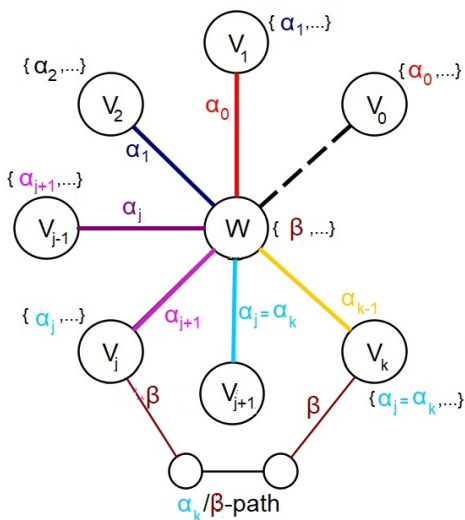 {α₁,...}
V₁
{α₂,...}
V₂
α₀
{α₀,...}
V₀
α₁
{αⱼ₊₁,...}
Vⱼ₋₁
αⱼ
W
{β,...}
{αⱼ,...}
Vⱼ
αⱼ₊₁
αⱼ=αₖ
αₖ₋₁
Vₖ
Vⱼ₊₁
β
β
{αⱼ=αₖ,...}
αₖ/β-path